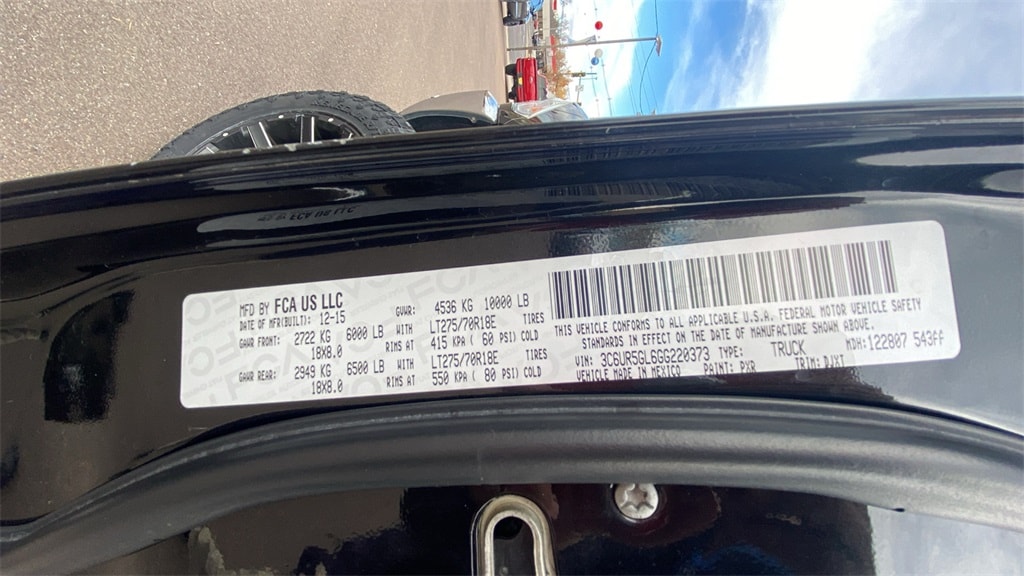 MFD BY FCA US LLC
DATE OF MFR(BUILT): 12-15 GVWR: 4536 KG 10000 LB
GAWR FRONT: 2722 KG 6000 LB WITH LT275/70R18E TIRES
18X8.0 RIMS AT 415 KPA ( 60 PSI) COLD
GAWR REAR: 2949 KG 6500 LB WITH LT275/70R18E TIRES
18X8.0 RIMS AT 550 KPA ( 80 PSI) COLD
THIS VEHICLE CONFORMS TO ALL APPLICABLE U.S.A. FEDERAL MOTOR VEHICLE SAFETY
STANDARDS IN EFFECT ON THE DATE OF MANUFACTURE SHOWN ABOVE.
VIN: 3C6UR5GL6GG220373 TYPE: TRUCK MDH: 122807 543FF
VEHICLE MADE IN MEXICO PAINT: PXR TRIM: DJXT